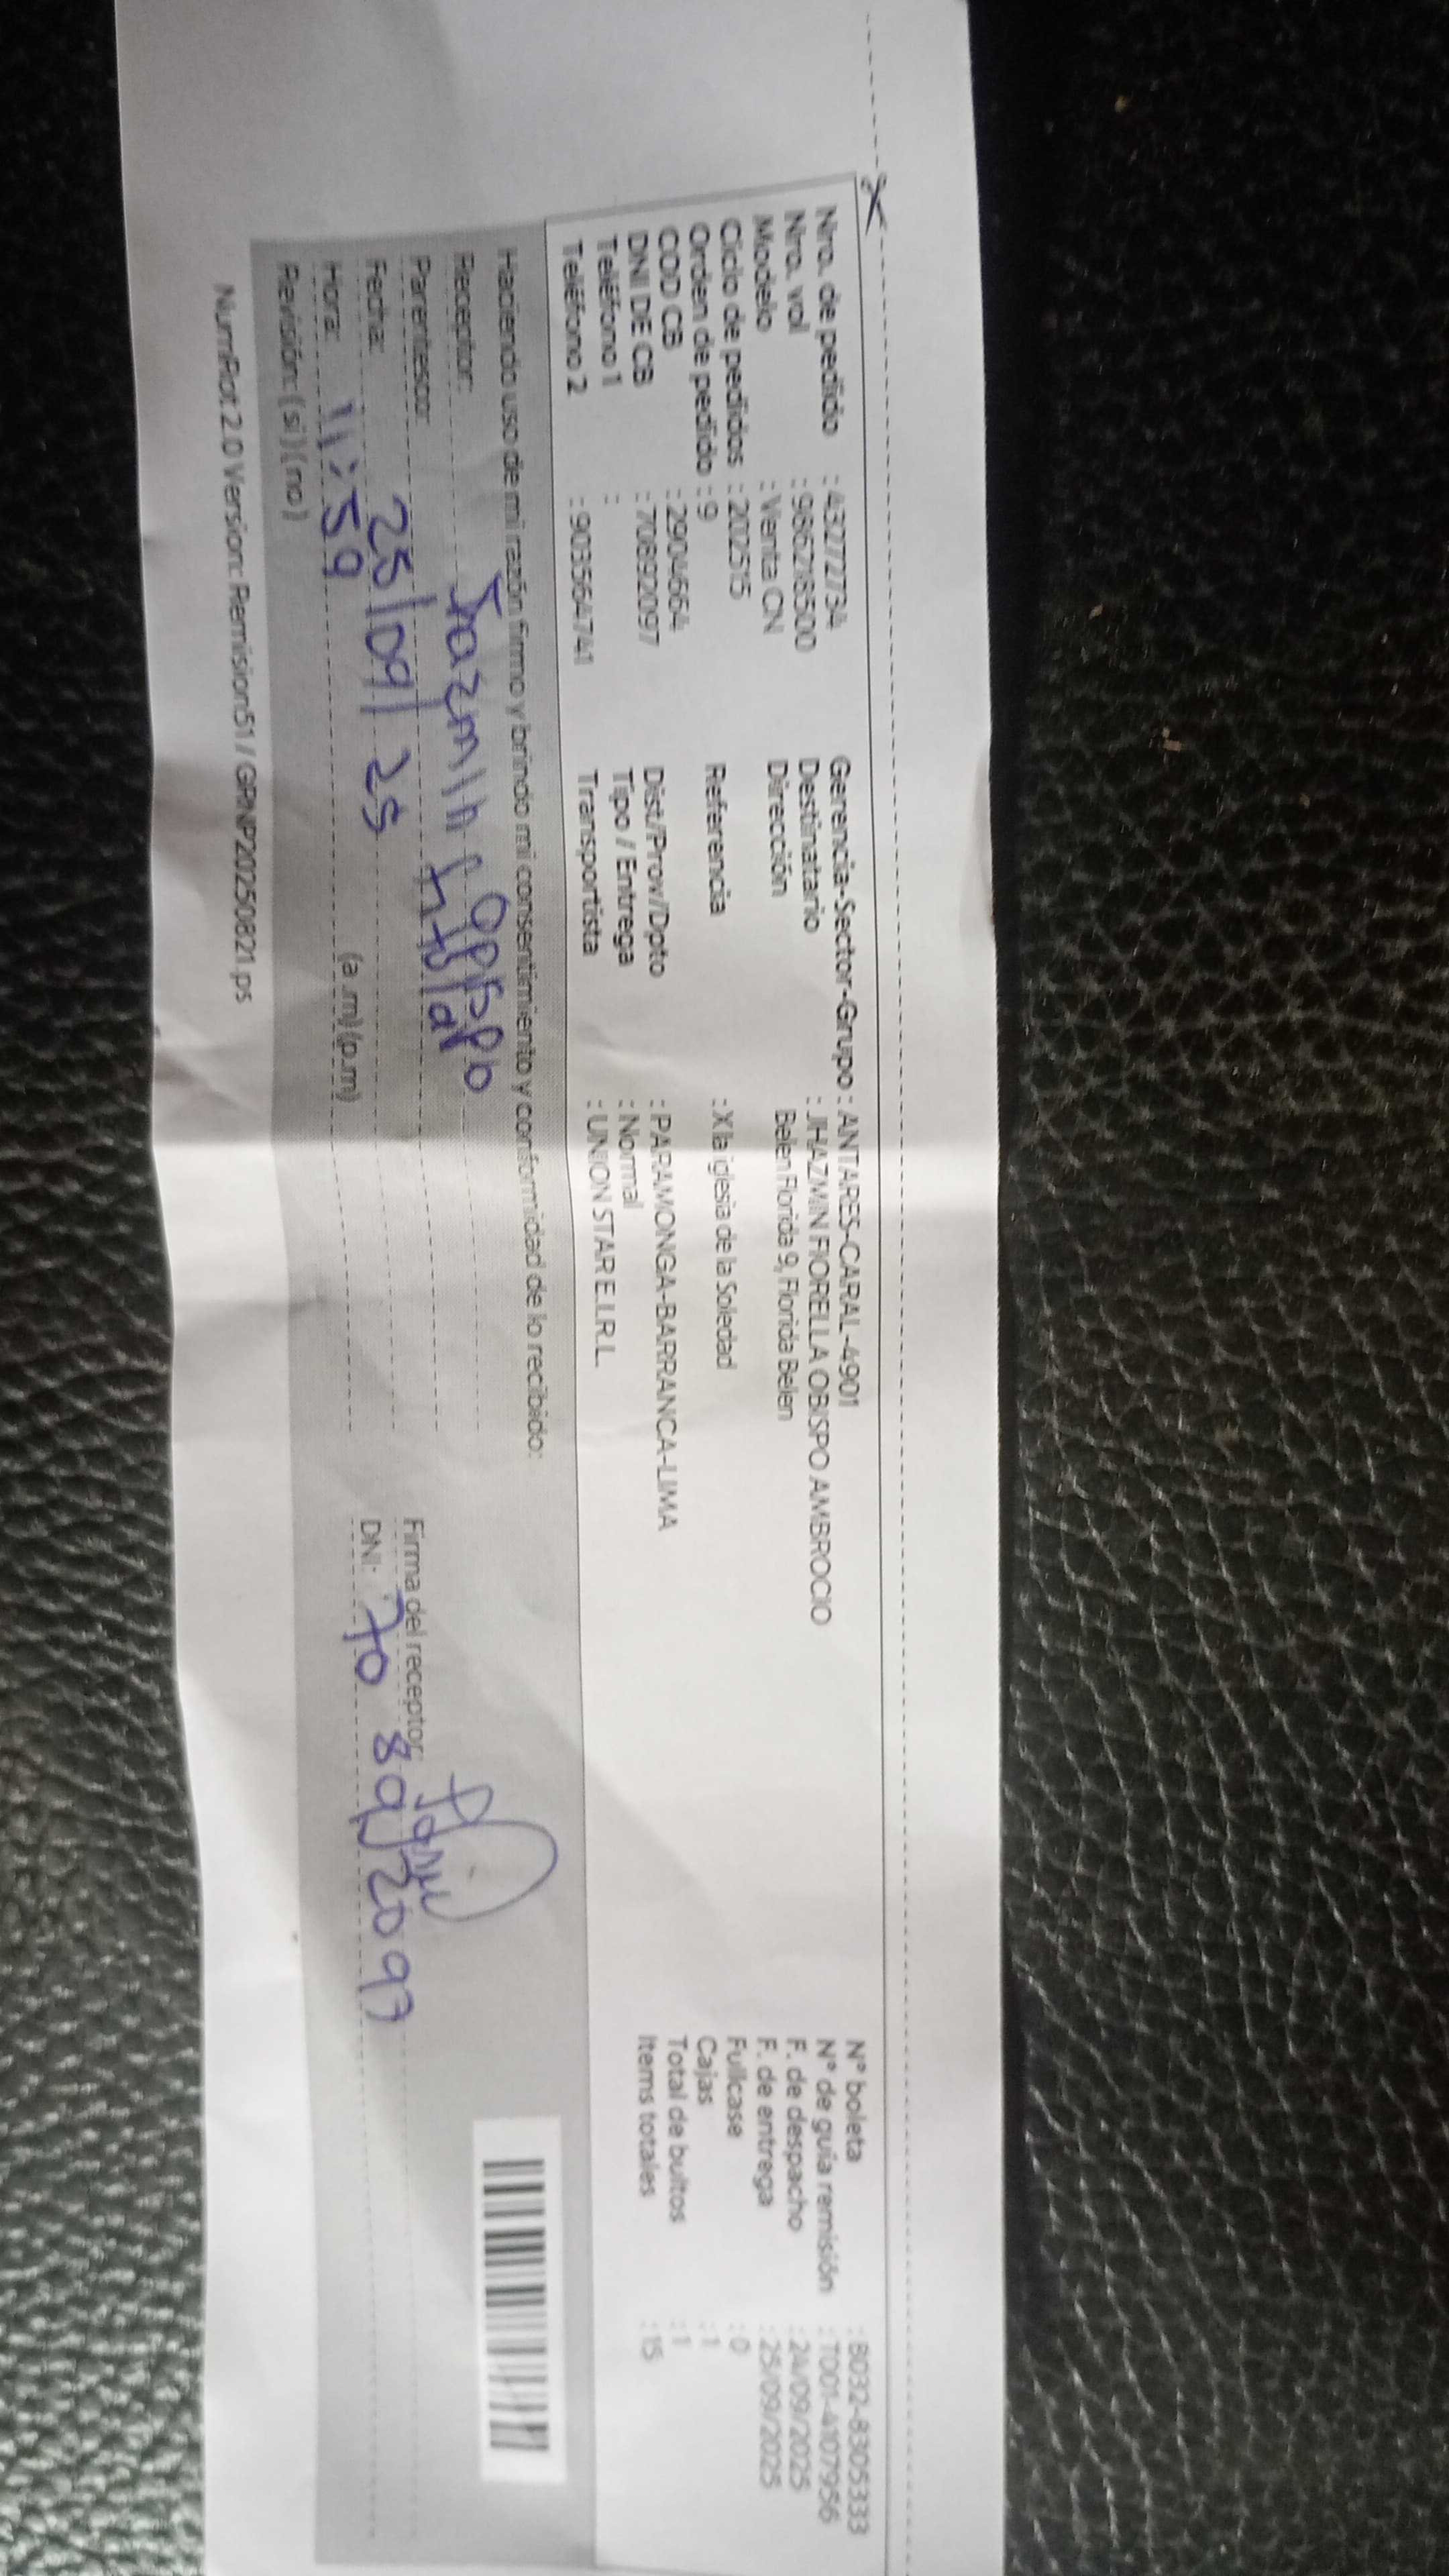 Nro. de pedido : 432772734
Nro. vol : 986218500
Modelo : Venta CN
Ciclo de pedidos : 202515
Orden de pedido : 9
COD CB : 2904664
DNI DE CB : 70892097
Teléfono 1 :
Teléfono 2 : 903564741
Gerencia-Sector-Grupo : ANTARES-CARAL-4901
Destinatario : JHAZMIN FIORELLA OBISPO AMBROCIO
Dirección Belen Florida 9, Florida Belen
Referencia : X la iglesia de la Soledad
Dist/Prov/Dpto : PARAMONGA-BARRANCA-LIMA
Tipo / Entrega : Normal
Transportista : UNION STAR E.I.R.L.
N° boleta : B092-8305333
N° de guía remisión : T001-41077956
F. de despacho : 24/09/2025
F. de entrega : 25/09/2025
Fullcase : 0
Cajas : 1
Total de bultos : 1
Items totales : 15
Haciendo uso de mi razón firmo y brindo mi consentimiento y conformidad de lo recibido:
Receptor: Jazmin
Parentesco:
Fecha: 25/09/25
Hora: 11:59 (a.m) (p.m)
Revisión: ( si ) ( no )
Firma del receptor:
DNI: 70892097
NumPlot 2.0 Version: Remision51 / GRNP20250821.ps